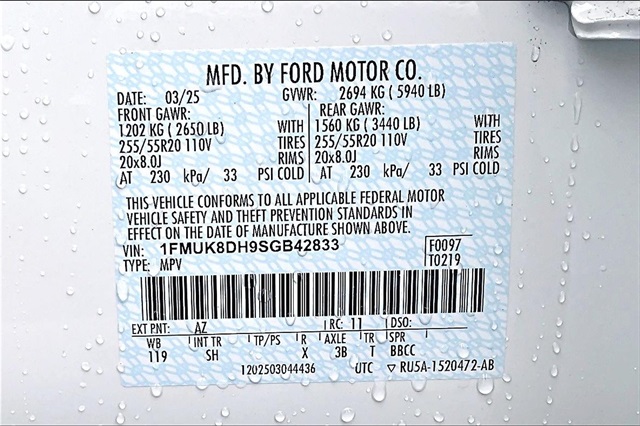 MFD. BY FORD MOTOR CO.
DATE: 03/25 GVWR: 2694 KG ( 5940 LB)
FRONT GAWR: REAR GAWR:
1202 KG ( 2650 LB) WITH 1560 KG ( 3440 LB) WITH
255/55R20 110V TIRES 255/55R20 110V TIRES
20x8.0J RIMS 20x8.0J RIMS
AT 230 kPa/ 33 PSI COLD AT 230 kPa/ 33 PSI COLD
THIS VEHICLE CONFORMS TO ALL APPLICABLE FEDERAL MOTOR
VEHICLE SAFETY AND THEFT PREVENTION STANDARDS IN
EFFECT ON THE DATE OF MANUFACTURE SHOWN ABOVE.
VIN: 1FMUK8DH9SGB42833 F0097
TYPE: MPV T0219
EXT PNT: AZ RC: 11 DSO:
WB INT TR TP/PS R AXLE TR SPR
119 SH X 3B T BBCC
1202503044436 UTC ▽ RU5A-1520472-AB